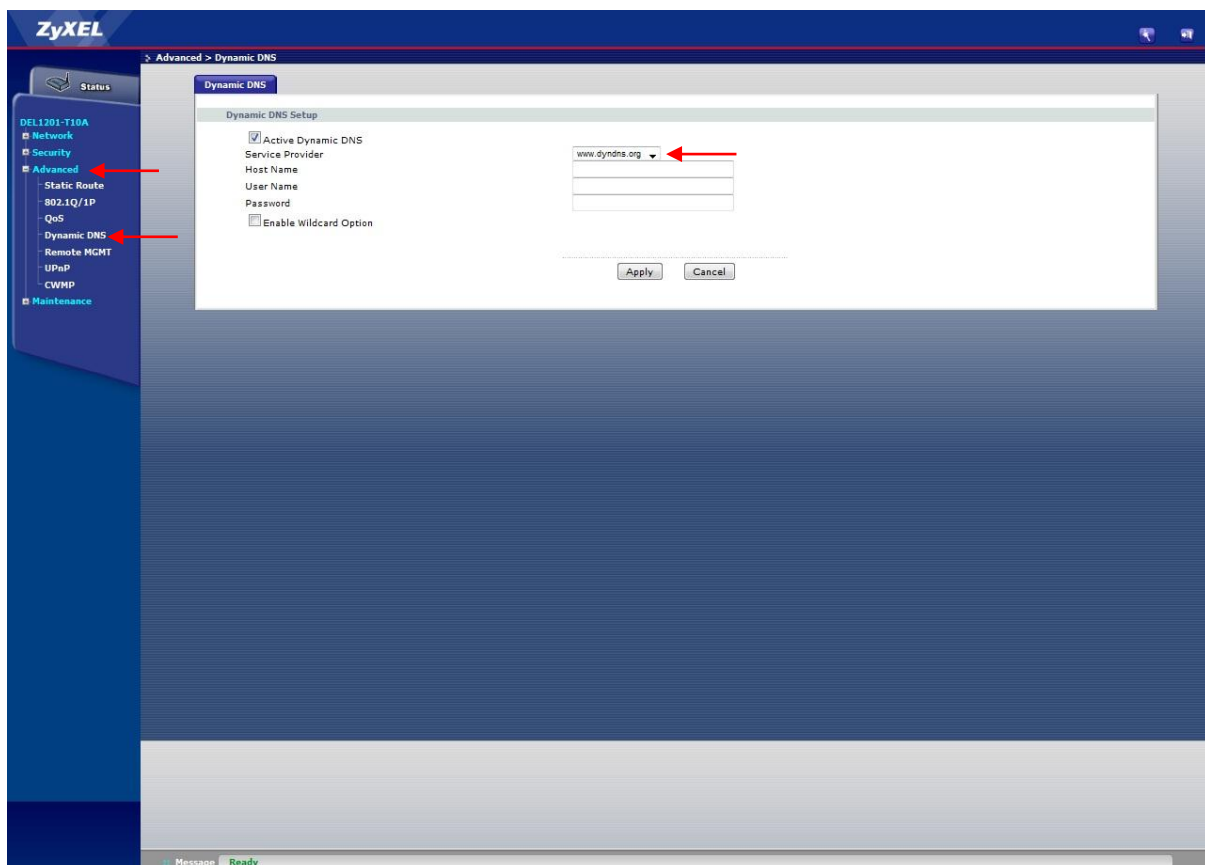 ZyXEL
Advanced > Dynamic DNS
Status
DEL1201-T10A
Network
Security
Advanced
Static Route
802.1Q/1P
QoS
Dynamic DNS
Remote MGMT
UPnP
CWMP
Maintenance
Dynamic DNS
Dynamic DNS Setup
Active Dynamic DNS
Service Provider www.dyndns.org
Host Name
User Name
Password
Enable Wildcard Option
Apply Cancel
Message Ready